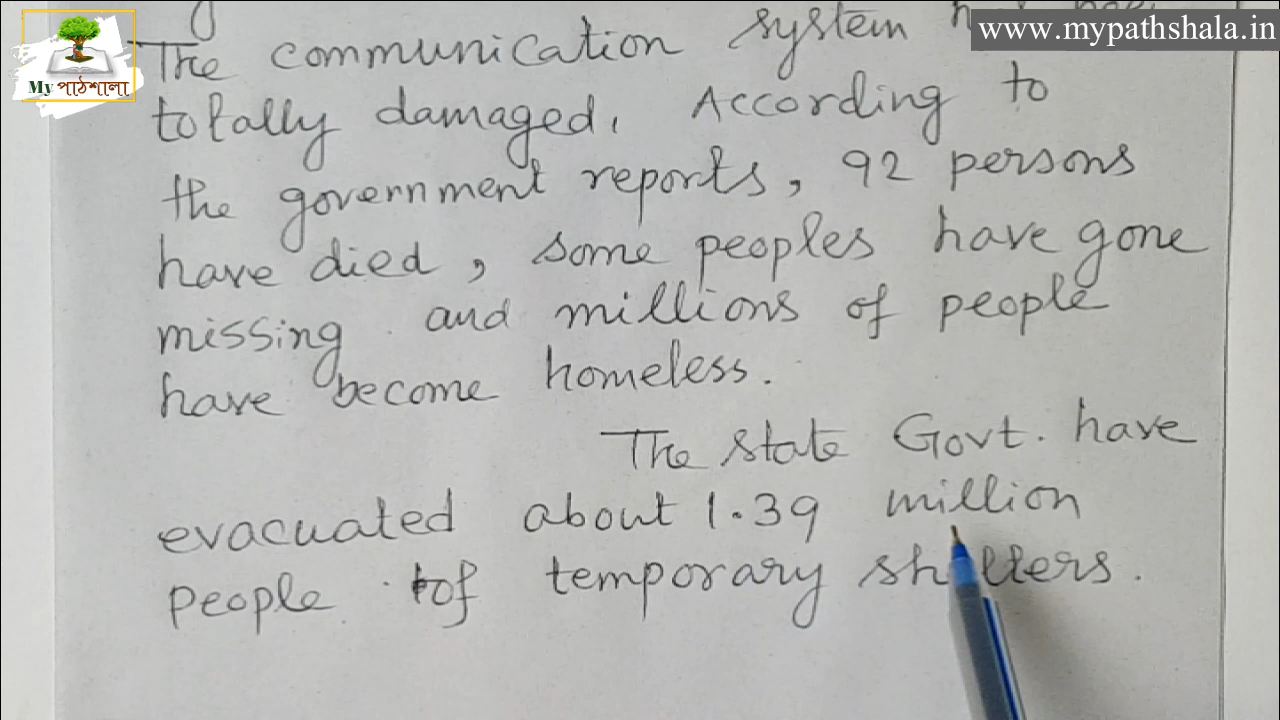 www.mypathshala.in
My পাঠশালা
The communication system
totally damaged. According to
the government reports, 92 persons
have died, some peoples have gone
missing and millions of people
have become homeless.
The state Govt. have
evacuated about 1.39 million
people of temporary shelters.